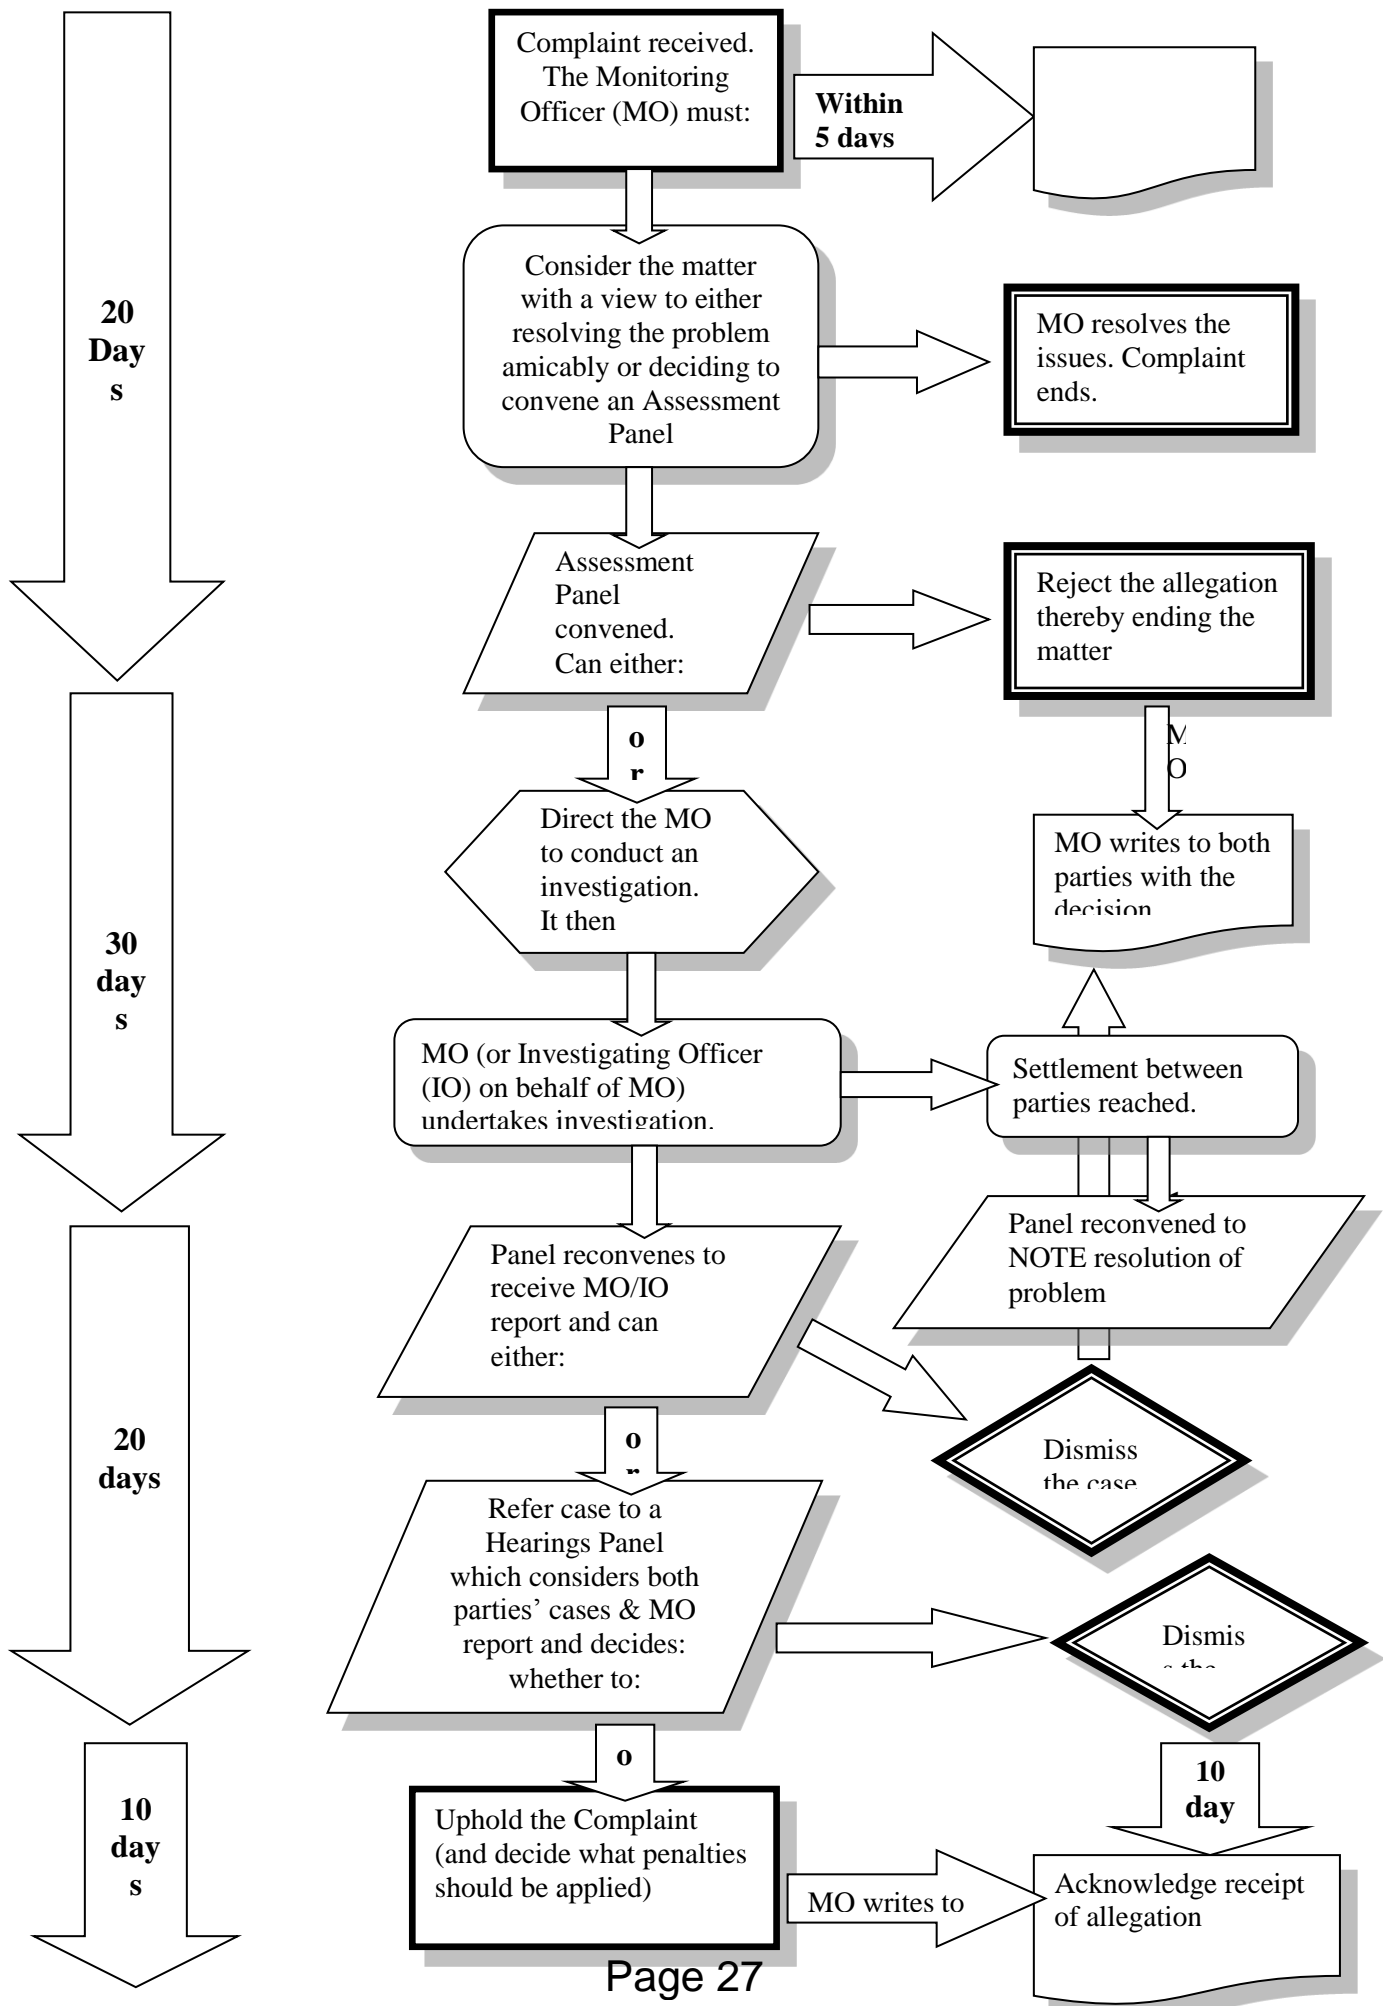 Complaint received.
The Monitoring
Officer (MO) must:
Within
5 days
20
Day
s
Consider the matter
with a view to either
resolving the problem
amicably or deciding to
convene an Assessment
Panel
MO resolves the
issues. Complaint
ends.
Assessment
Panel
convened.
Can either:
Reject the allegation
thereby ending the
matter
o
r
M
O
Direct the MO
to conduct an
investigation.
It then
MO writes to both
parties with the
decision
30
day
s
MO (or Investigating Officer
(IO) on behalf of MO)
undertakes investigation.
Settlement between
parties reached.
Panel reconvenes to
receive MO/IO
report and can
either:
Panel reconvened to
NOTE resolution of
problem
20
days
o
r
Dismiss
the case
Refer case to a
Hearings Panel
which considers both
parties’ cases & MO
report and decides:
whether to:
Dismis
s the
o
10
day
10
day
s
Uphold the Complaint
(and decide what penalties
should be applied)
MO writes to
Acknowledge receipt
of allegation
Page 27